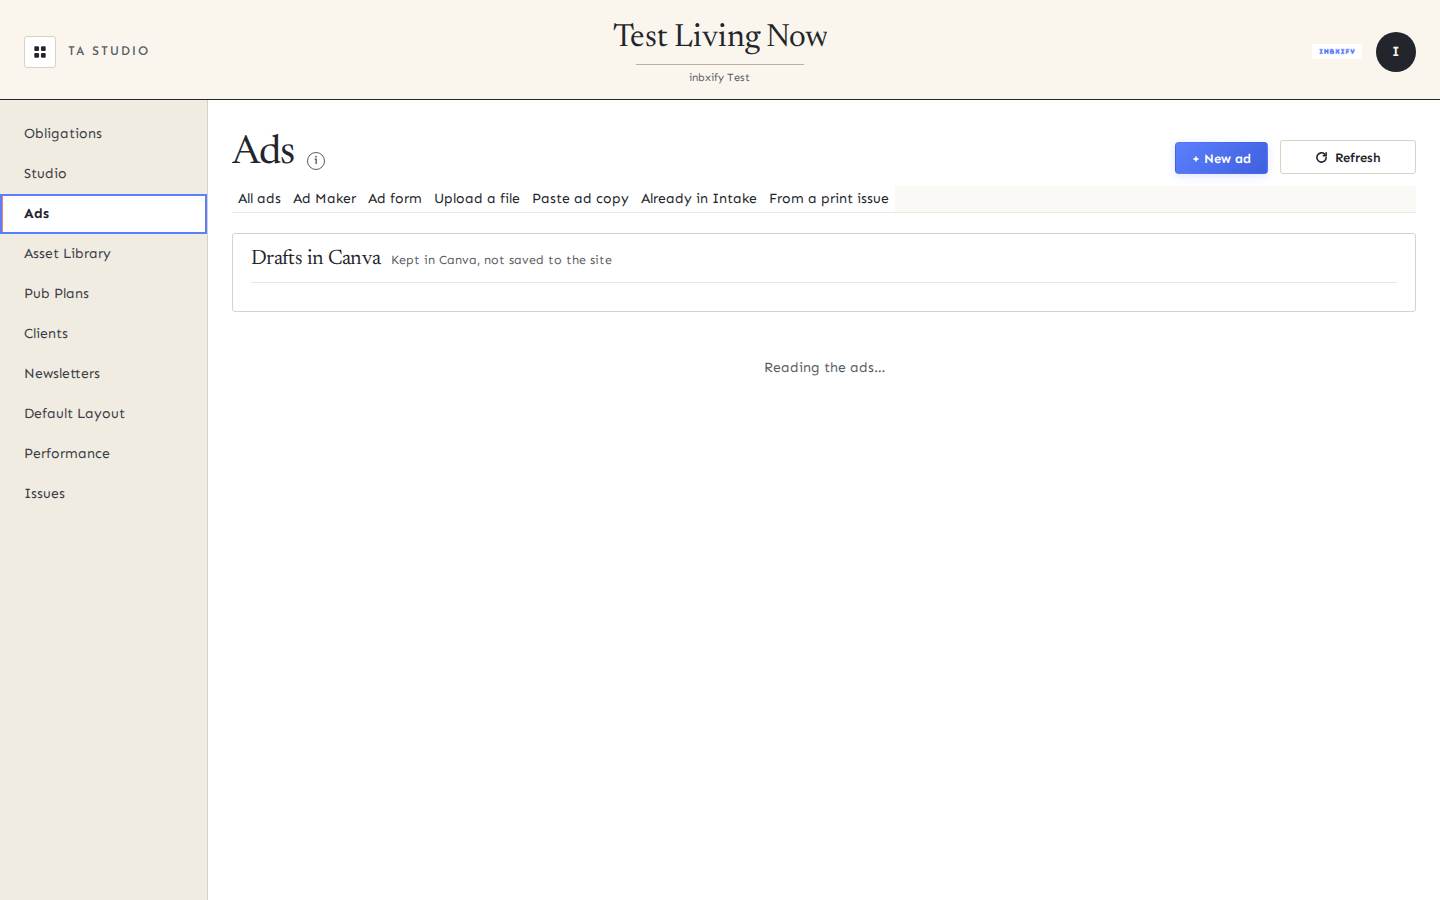 TA STUDIO
Test Living Now
inbxify Test
INBXIFY
I
Obligations
Studio
Ads
Asset Library
Pub Plans
Clients
Newsletters
Default Layout
Performance
Issues
Ads
i
+ New ad
Refresh
All ads Ad Maker Ad form Upload a file Paste ad copy Already in Intake From a print issue
Drafts in Canva Kept in Canva, not saved to the site
Reading the ads...